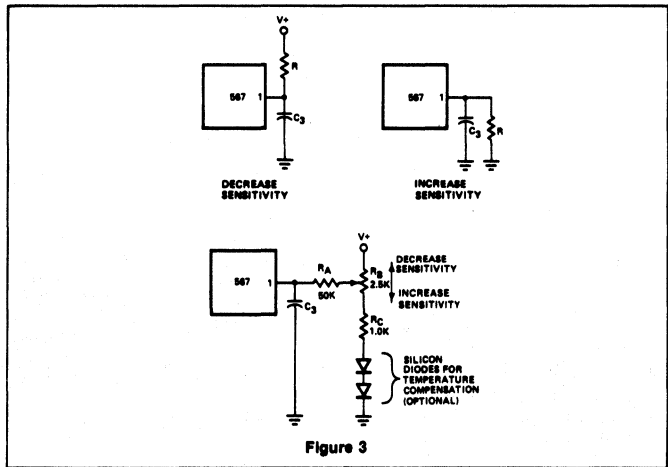 V+
R
567 1
C3
DECREASE
SENSITIVITY
567 1
C3
R
INCREASE
SENSITIVITY
V+
567 1
C3
RA
50K
RB
2.5K
DECREASE
SENSITIVITY
INCREASE
SENSITIVITY
RC
1.0K
SILICON
DIODES FOR
TEMPERATURE
COMPENSATION
(OPTIONAL)
Figure 3